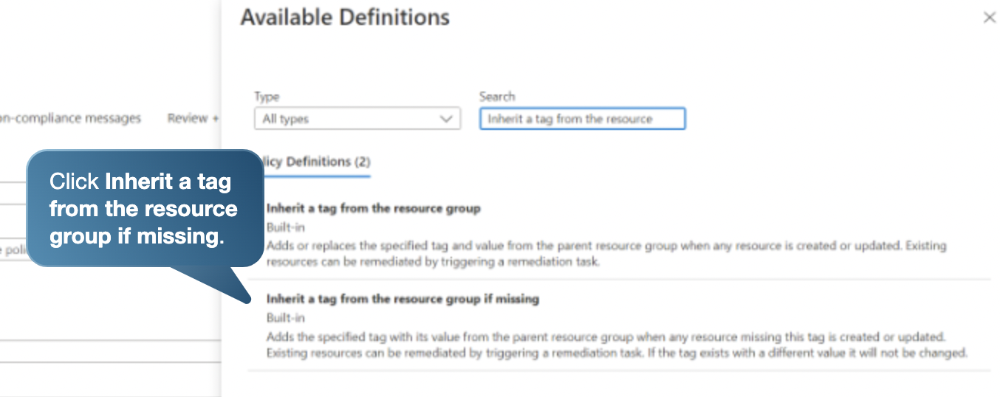 Available Definitions
Type
Search
on-compliance messages
Review +
All types
Inherit a tag from the resource
licy Definitions (2)
Click Inherit a tag
from the resource
group if missing.
Inherit a tag from the resource group
Built-in
Adds or replaces the specified tag and value from the parent resource group when any resource is created or updated. Existing
e poli
resources can be remediated by triggering a remediation task.
Inherit a tag from the resource group if missing
Built-in
Adds the specified tag with its value from the parent resource group when any resource missing this tag is created or updated.
Existing resources can be remediated by triggering a remediation task. If the tag exists with a different value it will not be changed.